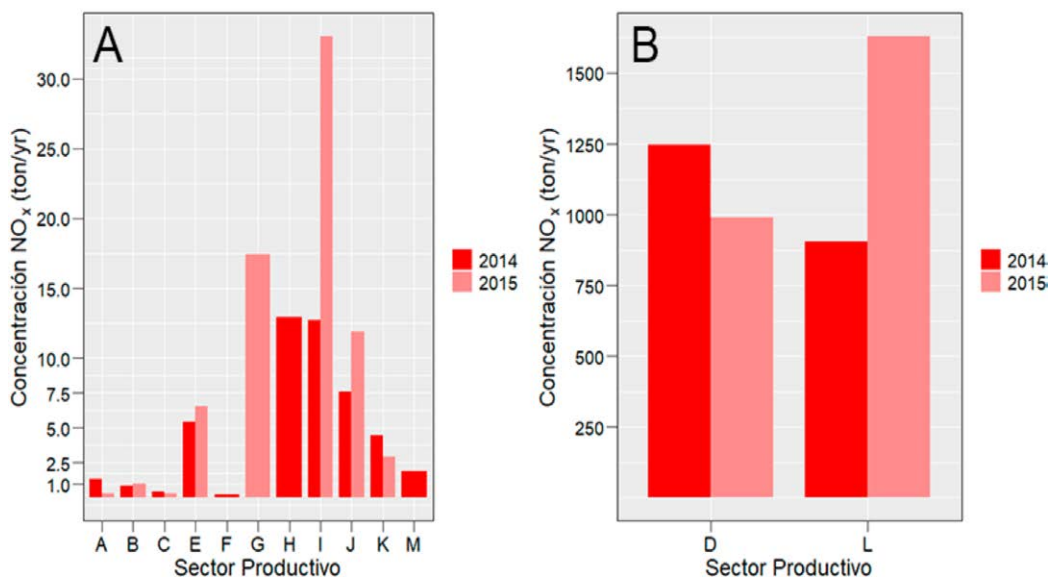 A
Concentración NOx (ton/yr)
30.0
25.0
20.0
15.0
10.0
7.5
5.0
2.5
1.0
A B C E F G H I J K M
Sector Productivo
2014
2015
B
Concentración NOx (ton/yr)
1500
1250
1000
750
500
250
D L
Sector Productivo
2014
2015